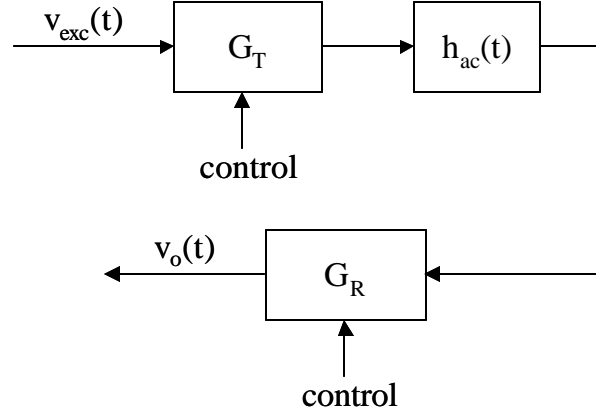 v_exc(t)
G_T
h_ac(t)
control
v_o(t)
G_R
control